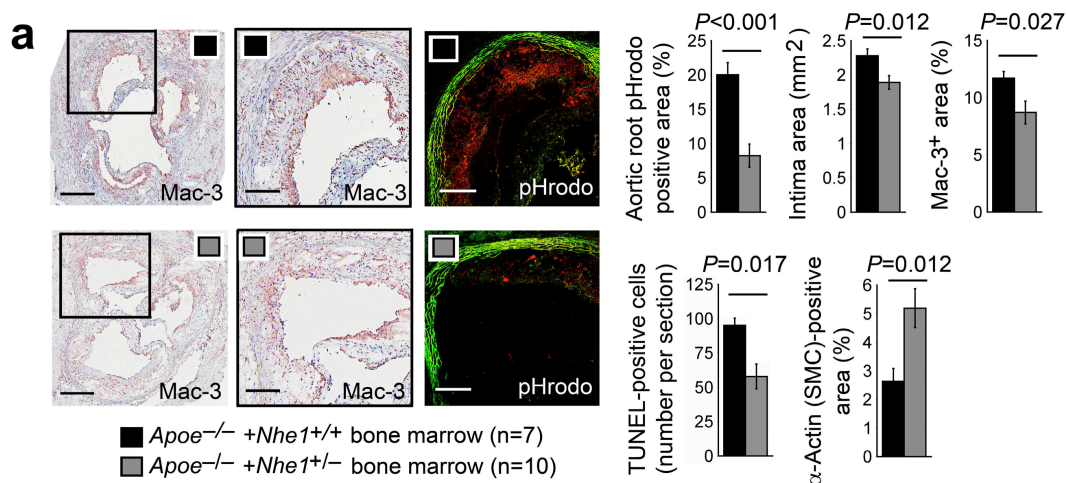 a
Mac-3
Mac-3
pHrodo
Mac-3
Mac-3
pHrodo
Apoe–/– +Nhe1+/+ bone marrow (n=7)
Apoe–/– +Nhe1+/– bone marrow (n=10)
P<0.001
Aortic root pHrodo
positive area (%)
25
20
15
10
5
0
P=0.012
Intima area (mm2)
2.5
2
1.5
1
0.5
0
P=0.027
Mac-3+ area (%)
15
10
5
0
P=0.017
TUNEL-positive cells
(number per section)
125
100
75
50
25
0
P=0.012
α-Actin (SMC)-positive
area (%)
6
5
4
3
2
1
0